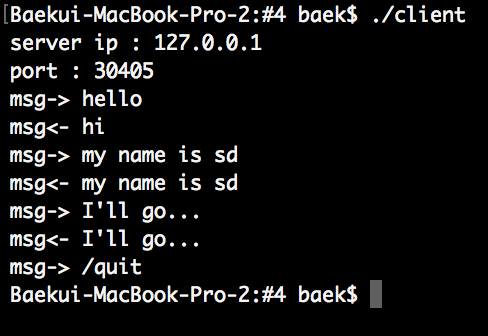 [Baekui-MacBook-Pro-2:#4 baek$ ./client
server ip : 127.0.0.1
port : 30405
msg-> hello
msg<- hi
msg-> my name is sd
msg<- my name is sd
msg-> I'll go...
msg<- I'll go...
msg-> /quit
Baekui-MacBook-Pro-2:#4 baek$